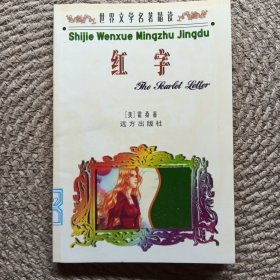 世界文学名著精读
Shijie Wenxue Mingzhu Jingdu
红字
The Scarlet Letter
[美]霍桑 著
远方出版社